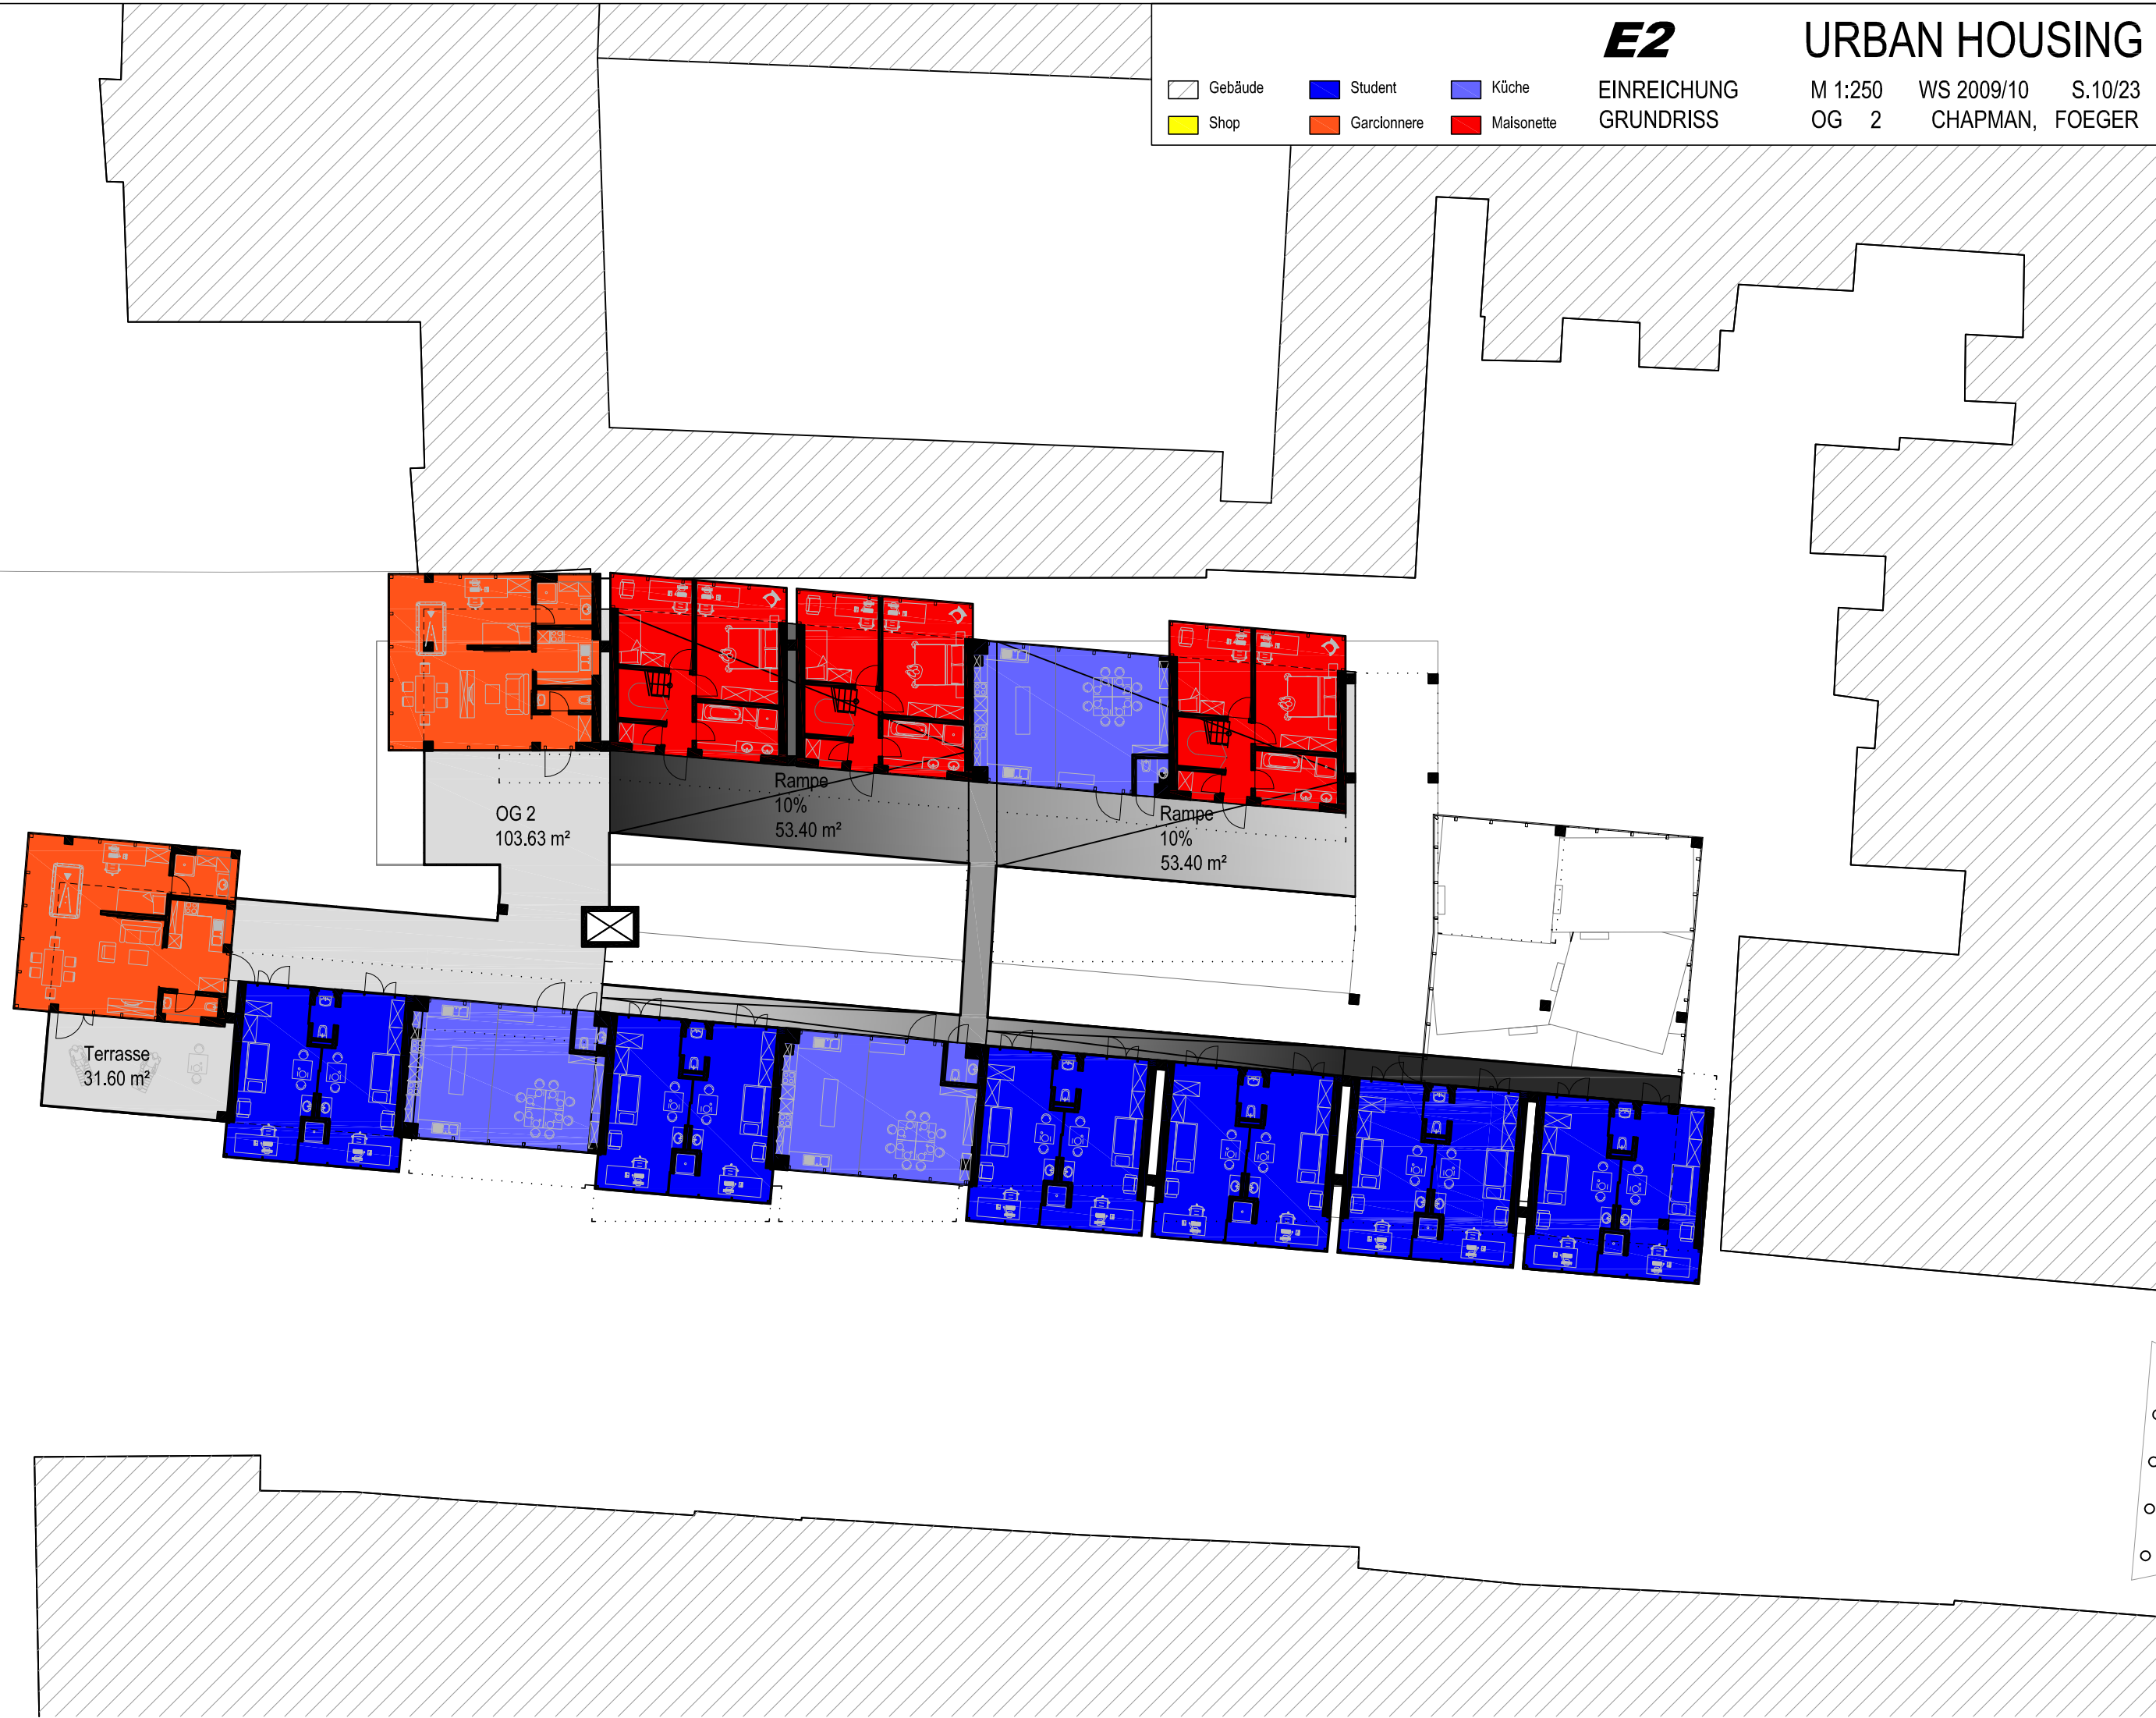 E2 URBAN HOUSING
Gebäude Student Küche EINREICHUNG M 1:250 WS 2009/10 S.10/23
Shop Garcionnere Maisonette GRUNDRISS OG 2 CHAPMAN, FOEGER
Rampe
10%
53.40 m²
OG 2
103.63 m²
Rampe
10%
53.40 m²
Terrasse
31.60 m²